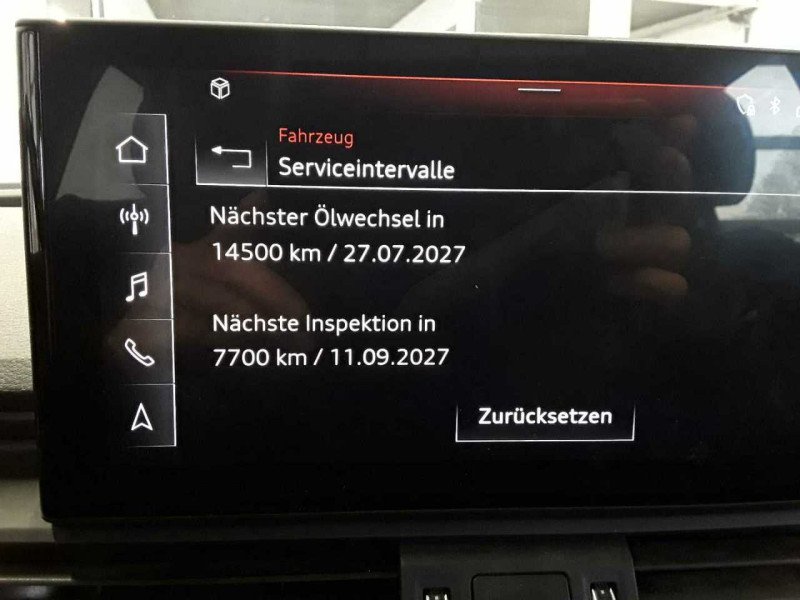 Fahrzeug
Serviceintervalle
Nächster Ölwechsel in
14500 km / 27.07.2027
Nächste Inspektion in
7700 km / 11.09.2027
Zurücksetzen